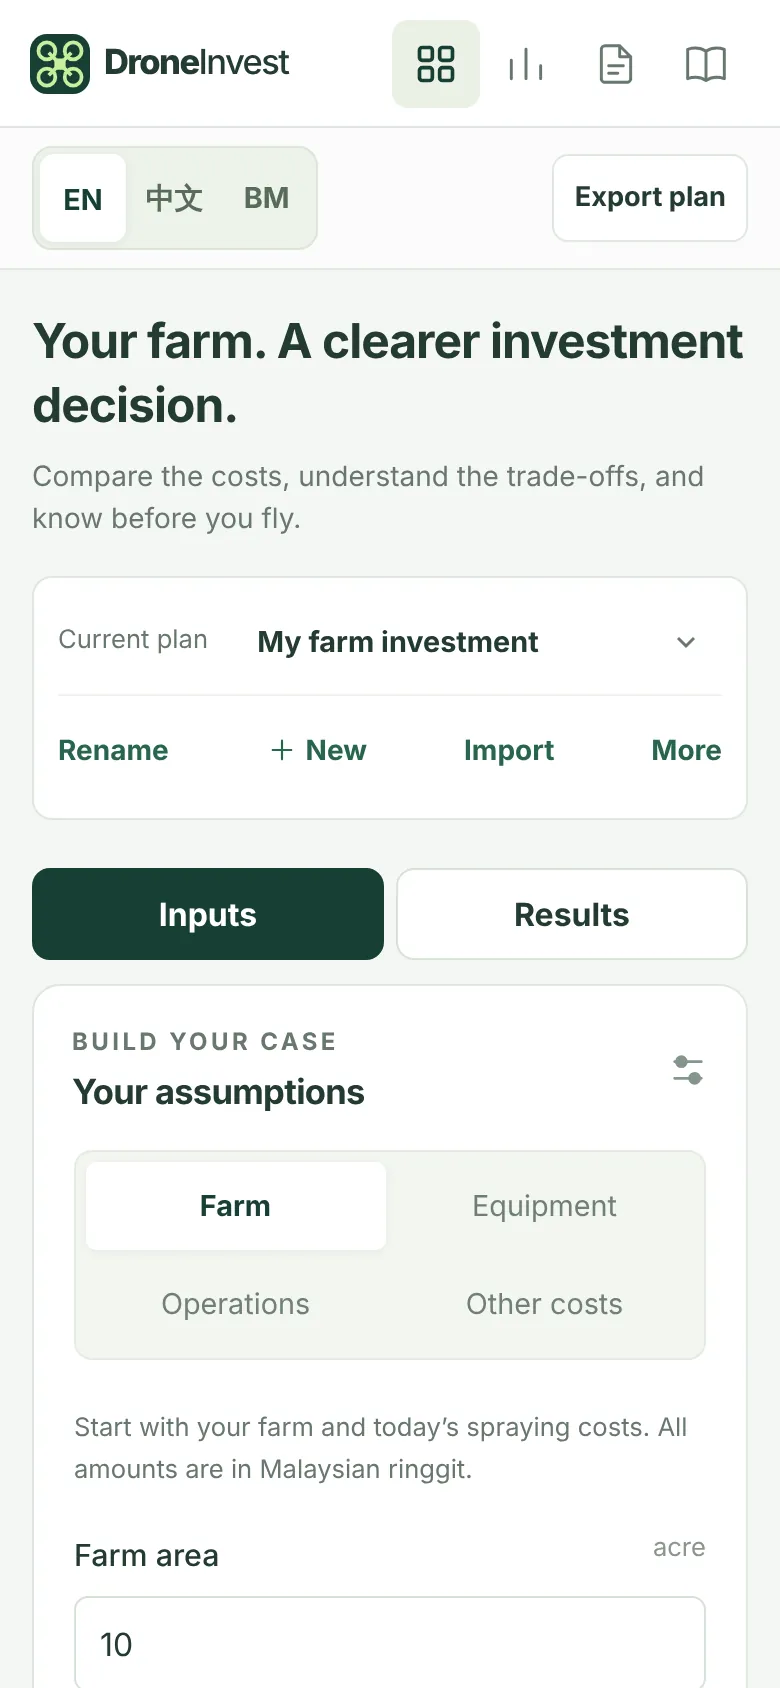 DroneInvest
EN 中文 BM
Export plan
Your farm. A clearer investment
decision.
Compare the costs, understand the trade-offs, and
know before you fly.
Current plan My farm investment
Rename + New Import More
Inputs Results
BUILD YOUR CASE
Your assumptions
Farm Equipment
Operations Other costs
Start with your farm and today’s spraying costs. All
amounts are in Malaysian ringgit.
Farm area acre
10